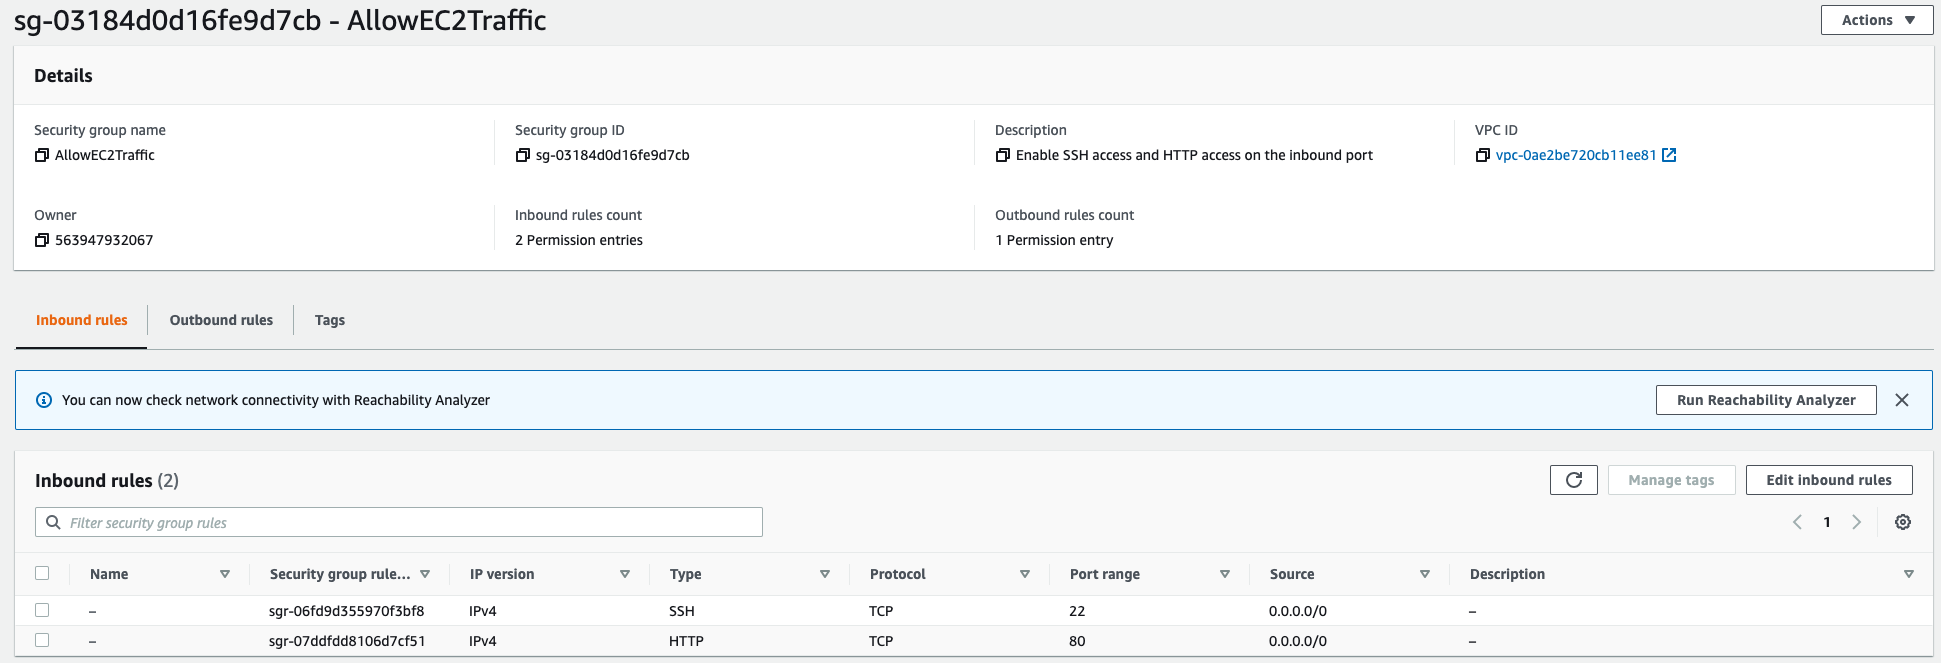 sg-03184d0d16fe9d7cb - AllowEC2Traffic
Actions
Details
Security group name
AllowEC2Traffic
Security group ID
sg-03184d0d16fe9d7cb
Description
Enable SSH access and HTTP access on the inbound port
VPC ID
vpc-0ae2be720cb11ee81
Owner
563947932067
Inbound rules count
2 Permission entries
Outbound rules count
1 Permission entry
Inbound rules Outbound rules Tags
You can now check network connectivity with Reachability Analyzer
Run Reachability Analyzer
Inbound rules (2)
Manage tags
Edit inbound rules
Filter security group rules
1
Name Security group rule... IP version Type Protocol Port range Source Description
– sgr-06fd9d355970f3bf8 IPv4 SSH TCP 22 0.0.0.0/0 –
– sgr-07ddfdd8106d7cf51 IPv4 HTTP TCP 80 0.0.0.0/0 –